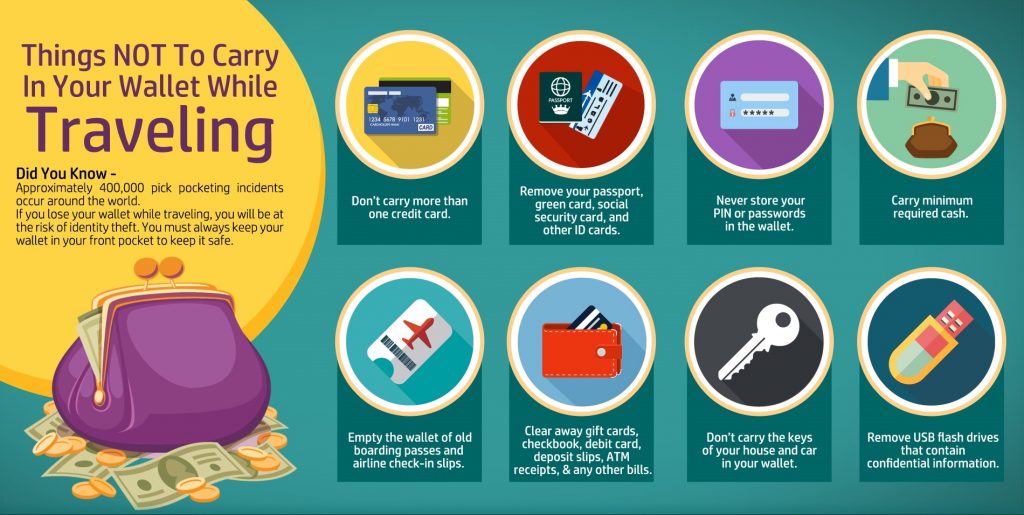 Things NOT To Carry
In Your Wallet While
Traveling
Did You Know -
Approximately 400,000 pick pocketing incidents
occur around the world.
If you lose your wallet while traveling, you will be at
the risk of identity theft. You must always keep your
wallet in your front pocket to keep it safe.
1234 5678 9101 1231
CARDHOLDER NAME
CARD
Don't carry more than
one credit card.
PASSPORT
Remove your passport,
green card, social
security card, and
other ID cards.
*****
Never store your
PIN or passwords
in the wallet.
Carry minimum
required cash.
Empty the wallet of old
boarding passes and
airline check-in slips.
Clear away gift cards,
checkbook, debit card,
deposit slips, ATM
receipts, & any other bills.
Don't carry the keys
of your house and car
in your wallet.
Remove USB flash drives
that contain
confidential information.